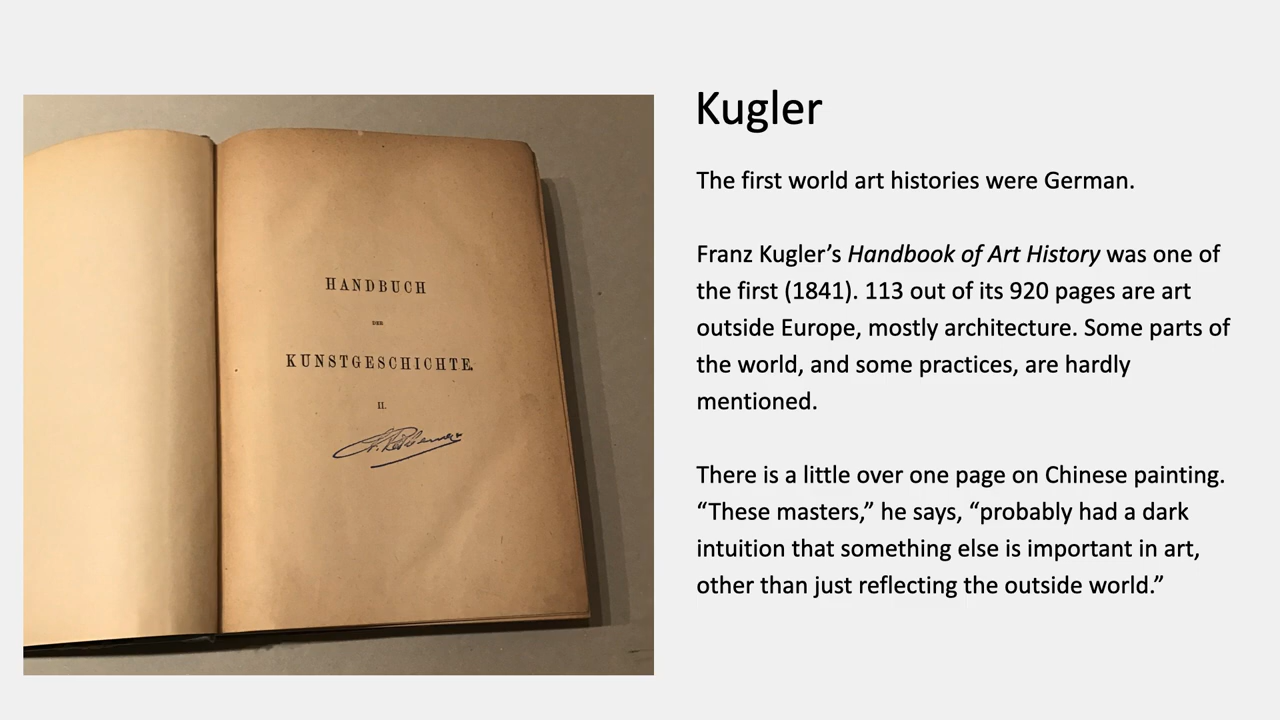 HANDBUCH
DER
KUNSTGESCHICHTE.
II.
Kugler
The first world art histories were German.
Franz Kugler’s Handbook of Art History was one of
the first (1841). 113 out of its 920 pages are art
outside Europe, mostly architecture. Some parts of
the world, and some practices, are hardly
mentioned.
There is a little over one page on Chinese painting.
“These masters,” he says, “probably had a dark
intuition that something else is important in art,
other than just reflecting the outside world.”